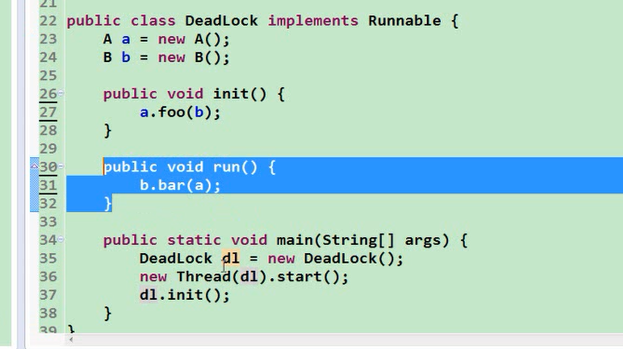 21
22 public class DeadLock implements Runnable {
23 A a = new A();
24 B b = new B();
25
26 public void init() {
27 a.foo(b);
28 }
29
30 public void run() {
31 b.bar(a);
32 }
33
34 public static void main(String[] args) {
35 DeadLock dl = new DeadLock();
36 new Thread(dl).start();
37 dl.init();
38 }
39 }